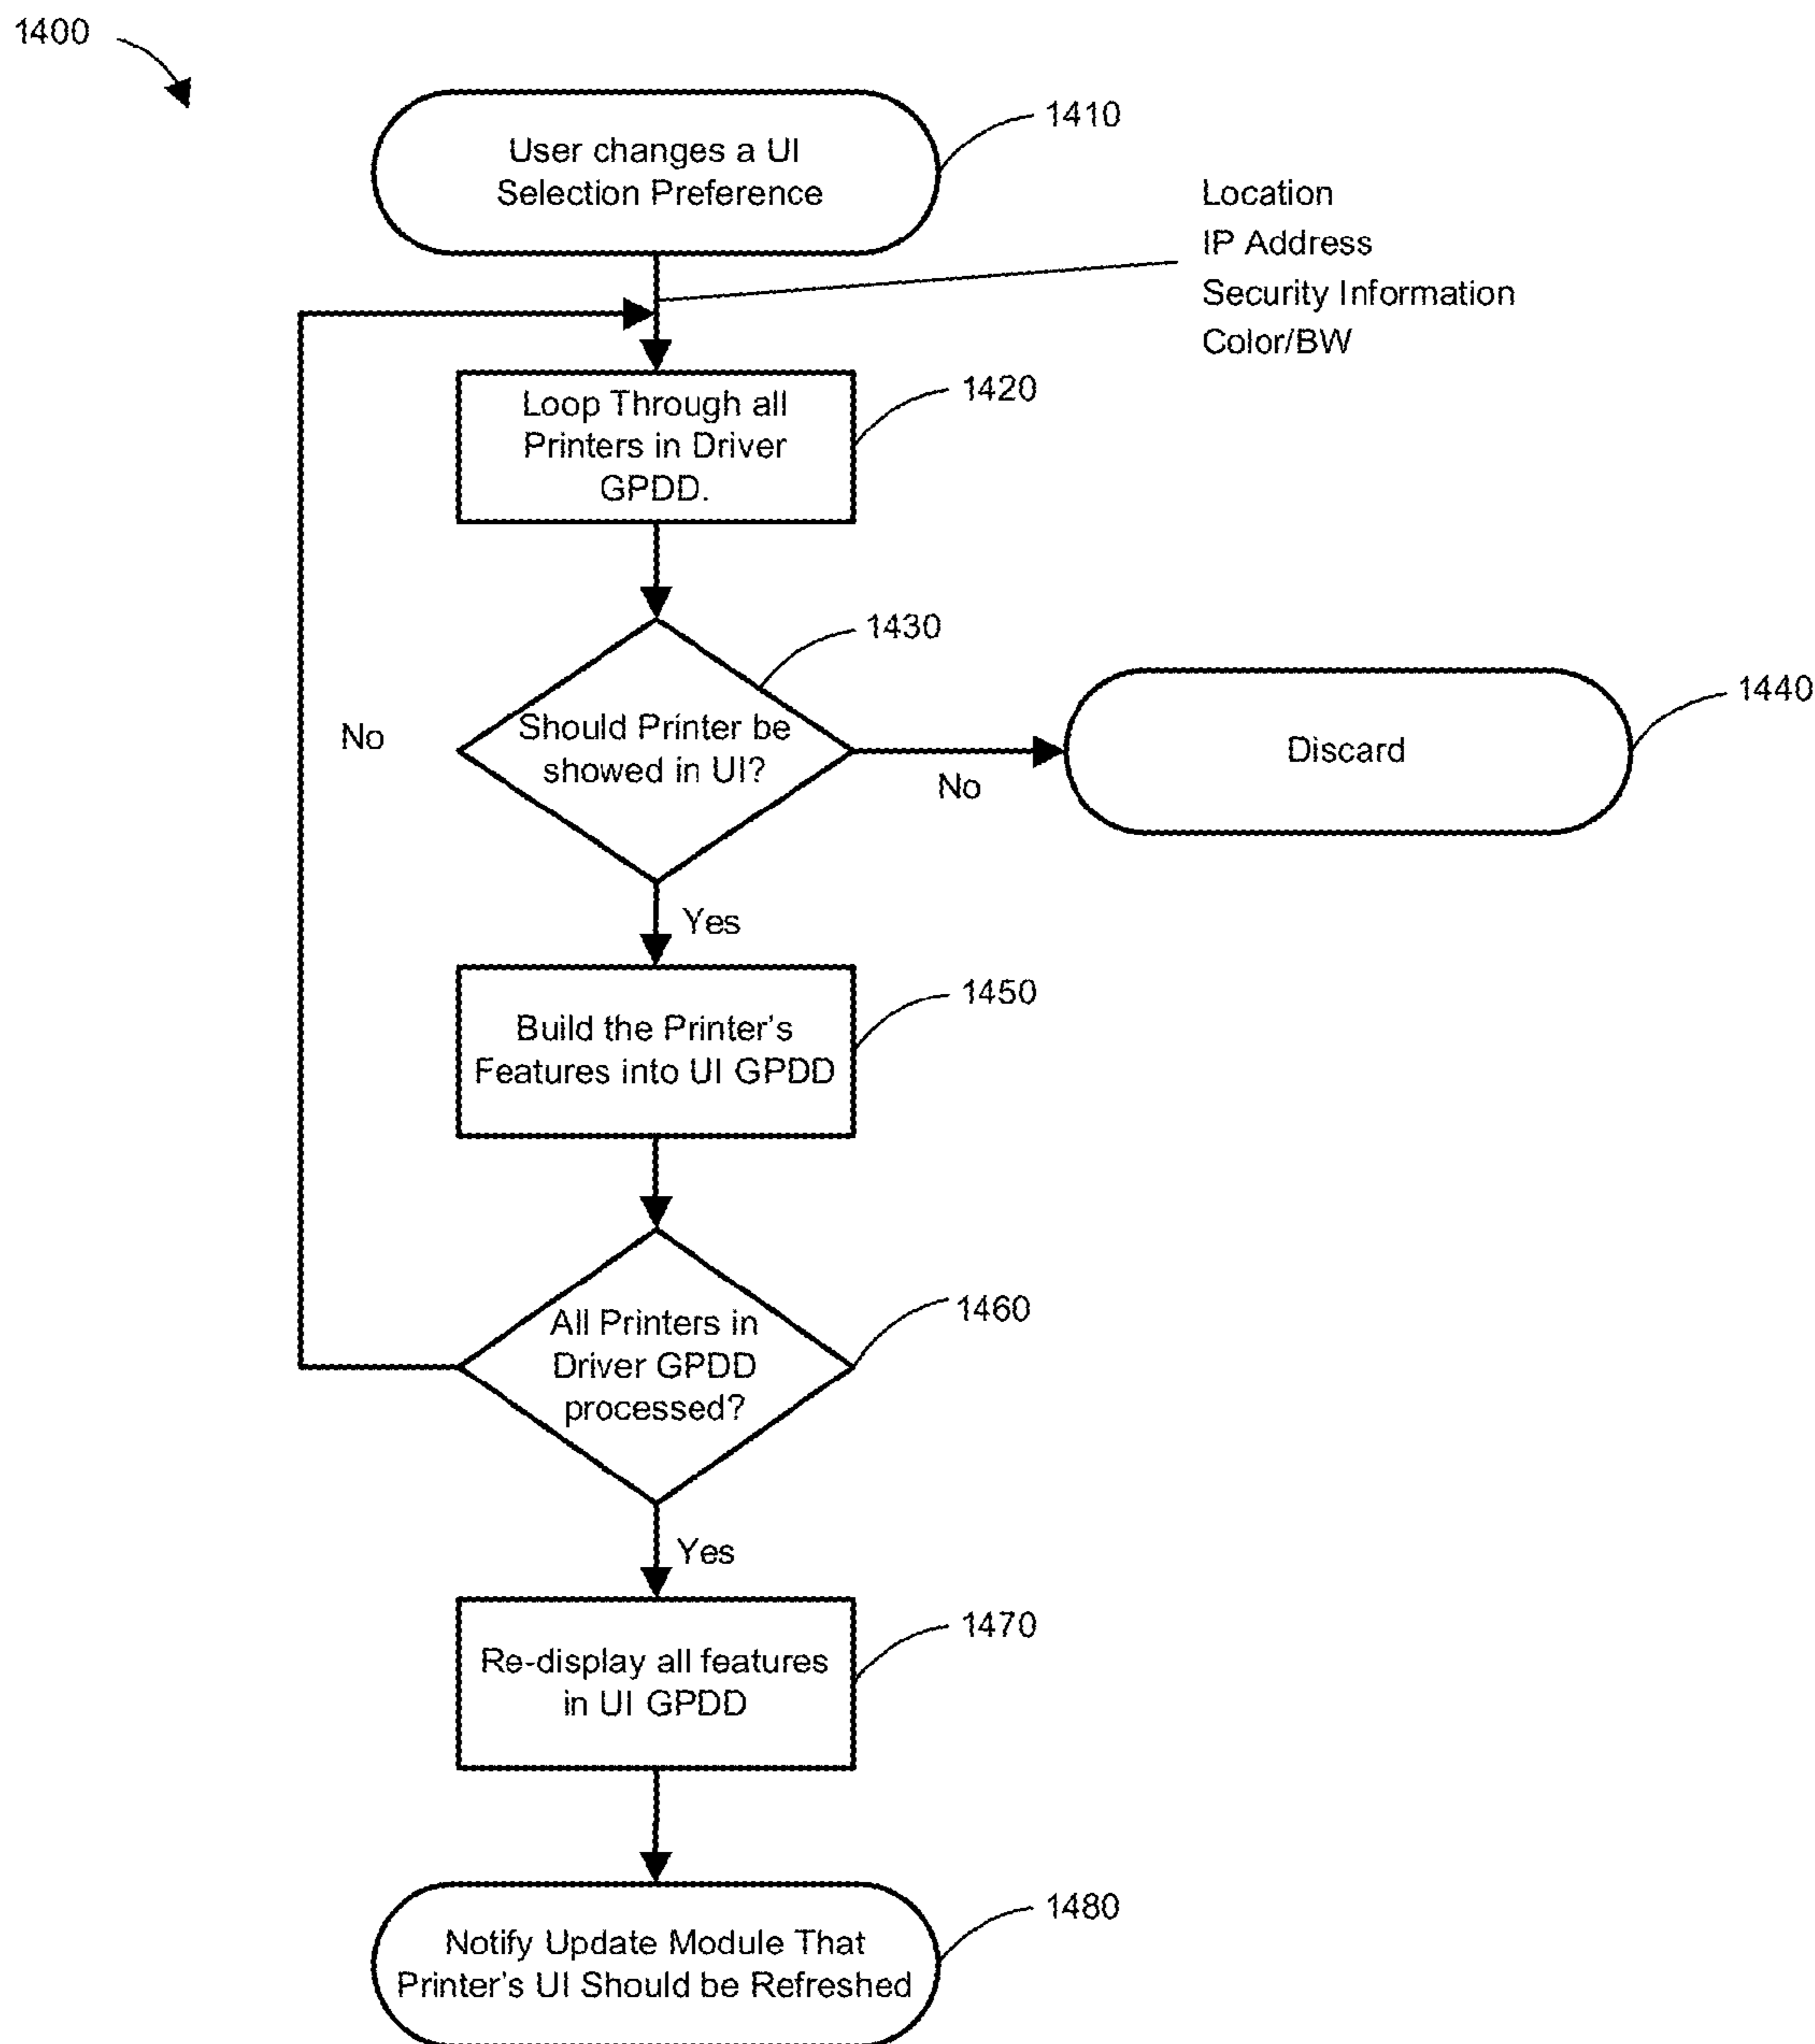 1400
User changes a UI
Selection Preference
1410
Location
IP Address
Security Information
Color/BW
Loop Through all
Printers in Driver
GPDD.
1420
Should Printer be
showed in UI?
1430
No
No
Discard
1440
Yes
Build the Printer's
Features into UI GPDD
1450
All Printers in
Driver GPDD
processed?
1460
Yes
Re-display all features
in UI GPDD
1470
Notify Update Module That
Printer's UI Should be Refreshed
1480